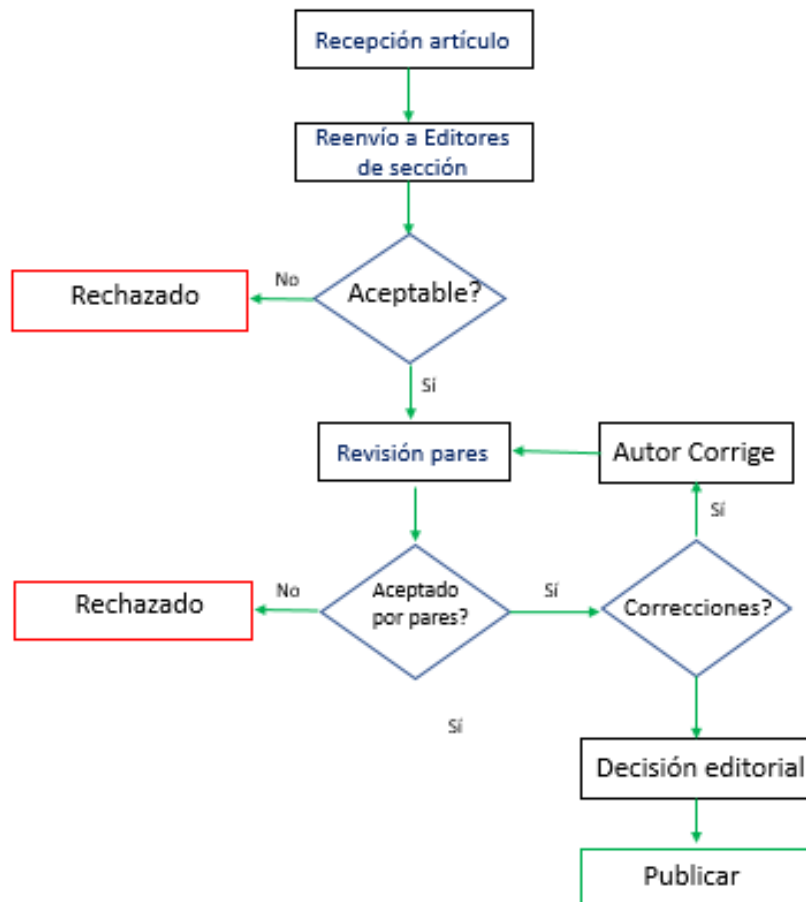 Recepción artículo
Reenvío a Editores
de sección
Aceptable?
No
Rechazado
Sí
Revisión pares
Autor Corrige
Sí
Aceptado
por pares?
No
Rechazado
Sí
Correcciones?
Sí
Decisión editorial
Publicar